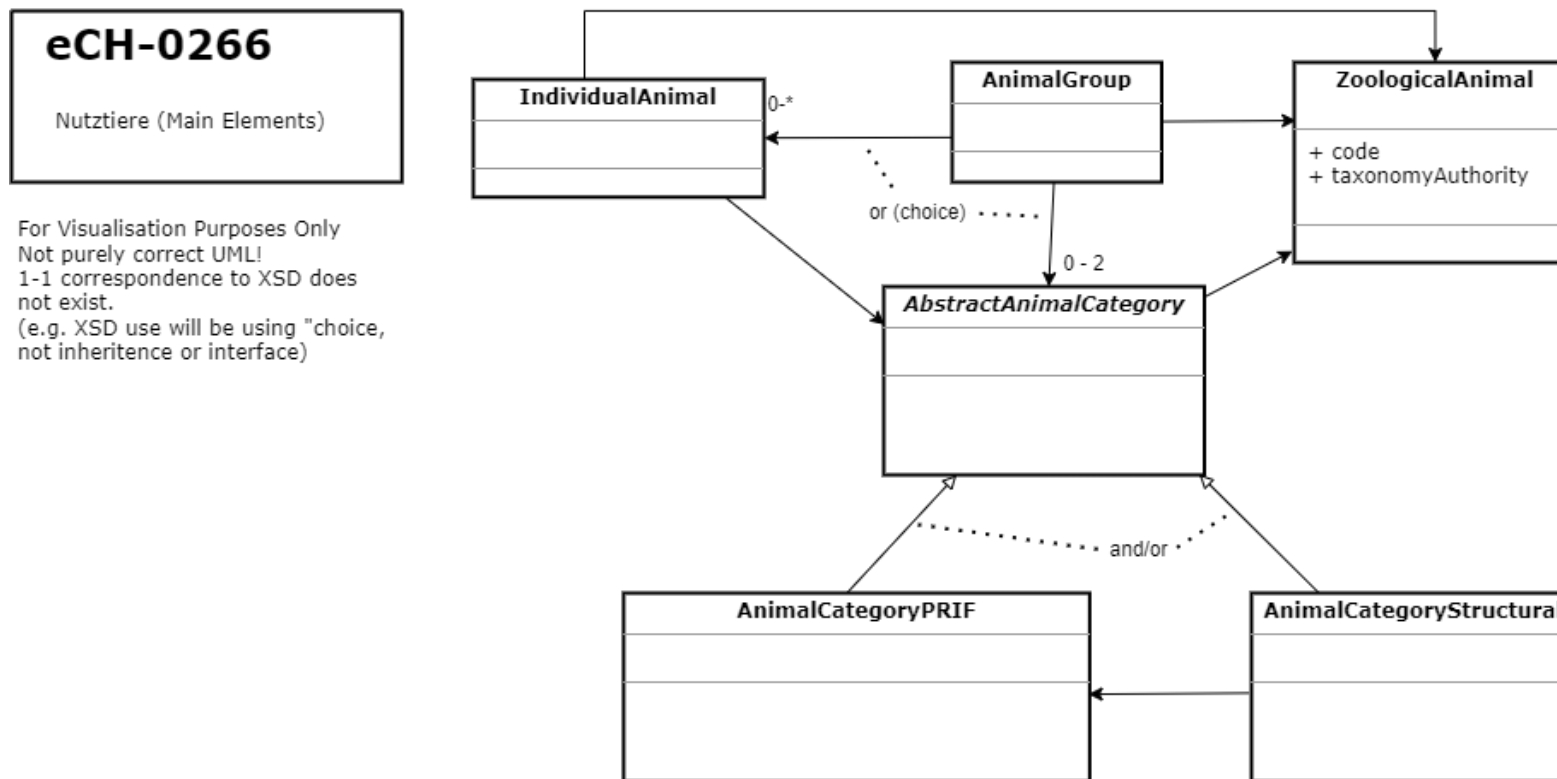 eCH-0266
Nutztiere (Main Elements)
For Visualisation Purposes Only
Not purely correct UML!
1-1 correspondence to XSD does
not exist.
(e.g. XSD use will be using "choice,
not inheritence or interface)
IndividualAnimal
0-*
AnimalGroup
ZoologicalAnimal
+ code
+ taxonomyAuthority
or (choice)
0 - 2
AbstractAnimalCategory
and/or
AnimalCategoryPRIF
AnimalCategoryStructural